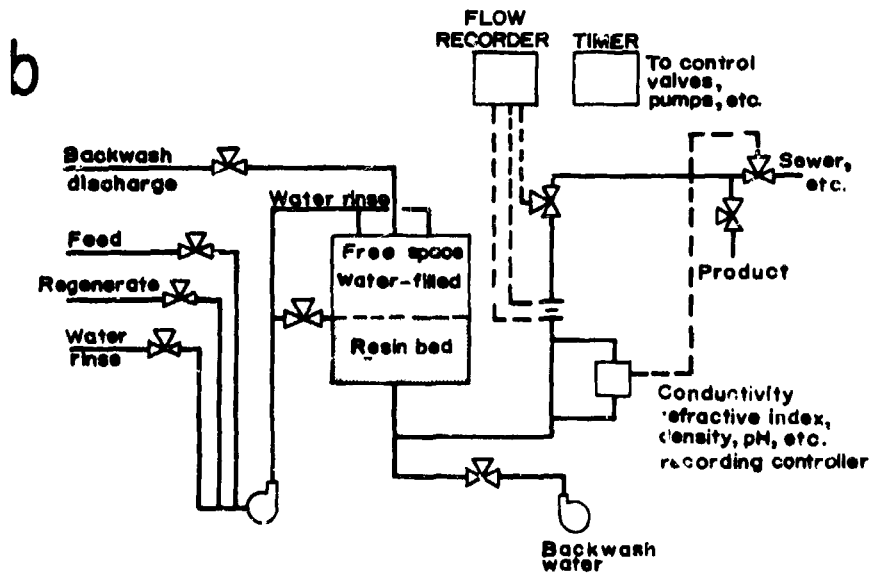 b
FLOW
RECORDER
TIMER
To control
valves,
pumps, etc.
Backwash
discharge
Water rinse
Sewer,
etc.
Feed
Free space
Water-filled
Product
Regenerate
Water
rinse
Resin bed
Conductivity
refractive index,
density, pH, etc.
recording controller
Backwash
water